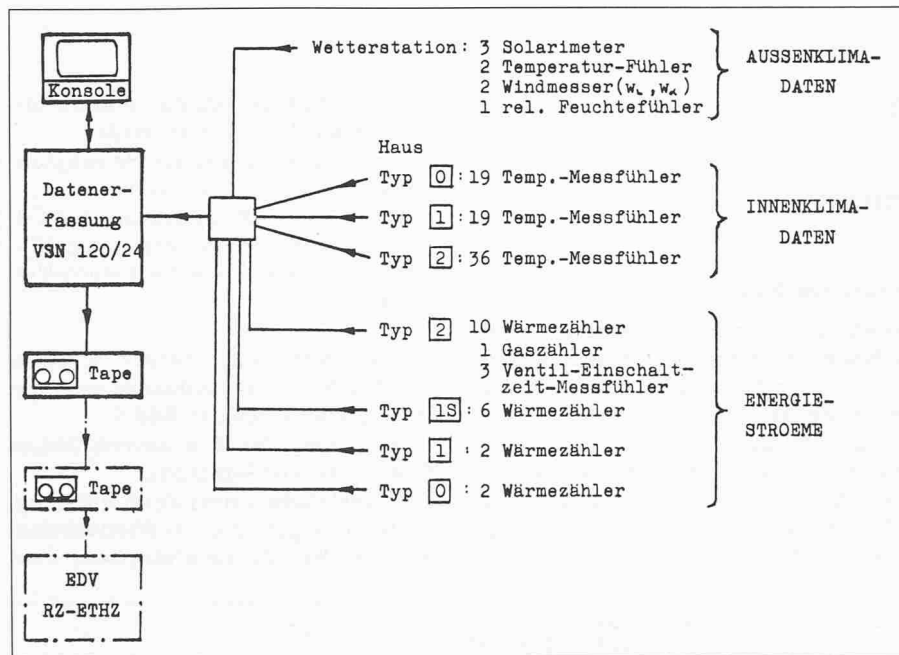 Konsole
Datener-
fassung
VSN 120/24
Tape
Tape
EDV
RZ-ETHZ
Wetterstation: 3 Solarimeter
2 Temperatur-Fühler
2 Windmesser
1 rel. Feuchtefühler
AUSSENKLIMA-
DATEN
Haus
Typ 0 : 19 Temp.-Messfühler
Typ 1 : 19 Temp.-Messfühler
Typ 2 : 36 Temp.-Messfühler
INNENKLIMA-
DATEN
Typ 2 10 Wärmezähler
1 Gaszähler
3 Ventil-Einschalt-
zeit-Messfühler
Typ 1S : 6 Wärmezähler
Typ 1 : 2 Wärmezähler
Typ 0 : 2 Wärmezähler
ENERGIE-
STROEME